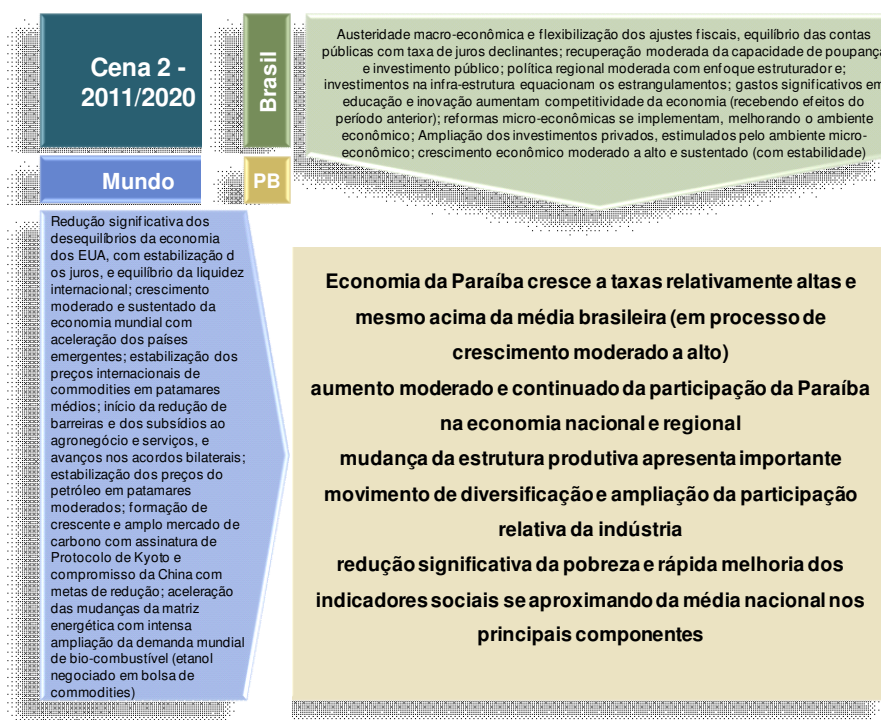 Cena 2 -
2011/2020
Brasil
Austeridade macro-econômica e flexibilização dos ajustes fiscais, equilíbrio das contas
públicas com taxa de juros declinantes; recuperação moderada da capacidade de poupança
e investimento público; política regional moderada com enfoque estruturador e;
investimentos na infra-estrutura equacionam os estrangulamentos; gastos significativos em
educação e inovação aumentam competitividade da economia (recebendo efeitos do
período anterior); reformas micro-econômicas se implementam, melhorando o ambiente
econômico; Ampliação dos investimentos privados, estimulados pelo ambiente micro-
econômico; crescimento econômico moderado a alto e sustentado (com estabilidade)
Mundo
PB
Redução significativa dos
desequilíbrios da economia
dos EUA, com estabilização d
os juros, e equilíbrio da liquidez
internacional; crescimento
moderado e sustentado da
economia mundial com
aceleração dos países
emergentes; estabilização dos
preços internacionais de
commodities em patamares
médios; início da redução de
barreiras e dos subsídios ao
agronegócio e serviços, e
avanços nos acordos bilaterais;
estabilização dos preços do
petróleo em patamares
moderados; formação de
crescente e amplo mercado de
carbono com assinatura de
Protocolo de Kyoto e
compromisso da China com
metas de redução; aceleração
das mudanças da matriz
energética com intensa
ampliação da demanda mundial
de bio-combustível (etanol
negociado em bolsa de
commodities)
Economia da Paraíba cresce a taxas relativamente altas e
mesmo acima da média brasileira (em processo de
crescimento moderado a alto)
aumento moderado e continuado da participação da Paraíba
na economia nacional e regional
mudança da estrutura produtiva apresenta importante
movimento de diversificação e ampliação da participação
relativa da indústria
redução significativa da pobreza e rápida melhoria dos
indicadores sociais se aproximando da média nacional nos
principais componentes